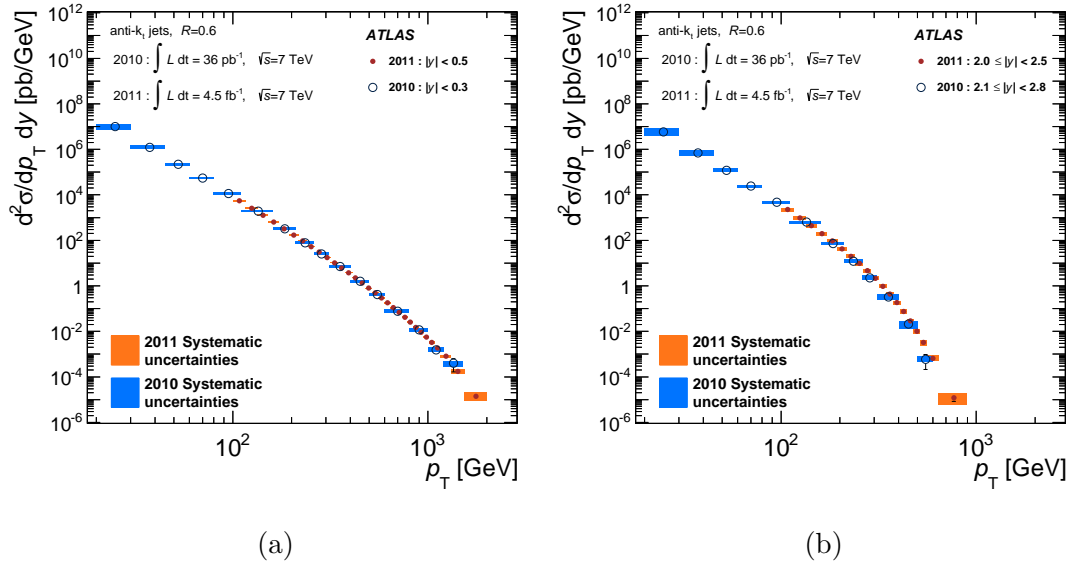 d²σ/dp_T dy [pb/GeV]
10¹²
10¹⁰
10⁸
10⁶
10⁴
10²
1
10⁻²
10⁻⁴
10⁻⁶
anti-k_t jets, R=0.6
2010 : ∫ L dt = 36 pb⁻¹, √s=7 TeV
2011 : ∫ L dt = 4.5 fb⁻¹, √s=7 TeV
ATLAS
2011 : |y| < 0.5
2010 : |y| < 0.3
2011 Systematic
uncertainties
2010 Systematic
uncertainties
10²
10³
p_T [GeV]
(a)
d²σ/dp_T dy [pb/GeV]
10¹²
10¹⁰
10⁸
10⁶
10⁴
10²
1
10⁻²
10⁻⁴
10⁻⁶
anti-k_t jets, R=0.6
2010 : ∫ L dt = 36 pb⁻¹, √s=7 TeV
2011 : ∫ L dt = 4.5 fb⁻¹, √s=7 TeV
ATLAS
2011 : 2.0 ≤ |y| < 2.5
2010 : 2.1 ≤ |y| < 2.8
2011 Systematic
uncertainties
2010 Systematic
uncertainties
10²
10³
p_T [GeV]
(b)